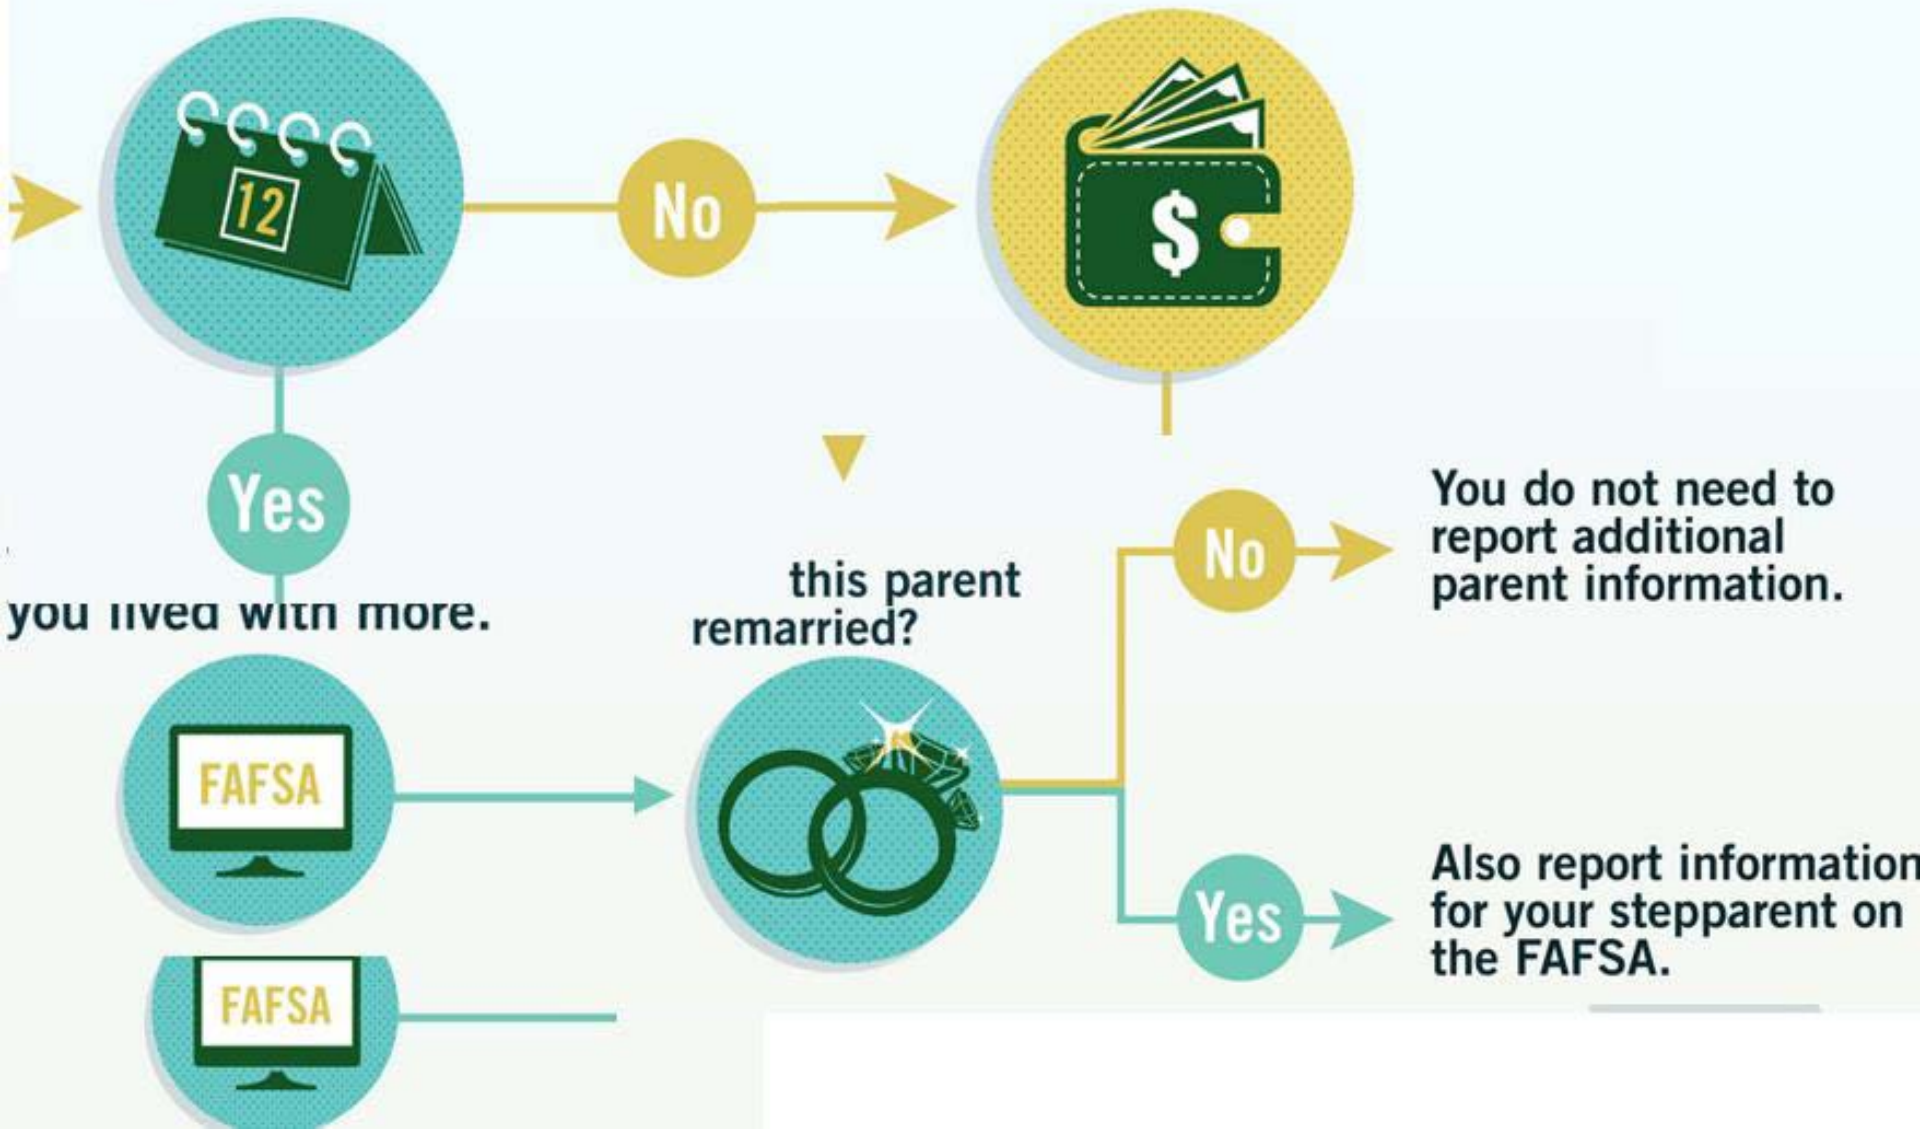 12
No
$
Yes
you lived with more.
this parent
remarried?
No
You do not need to
report additional
parent information.
FAFSA
Yes
Also report information
for your stepparent on
the FAFSA.
FAFSA